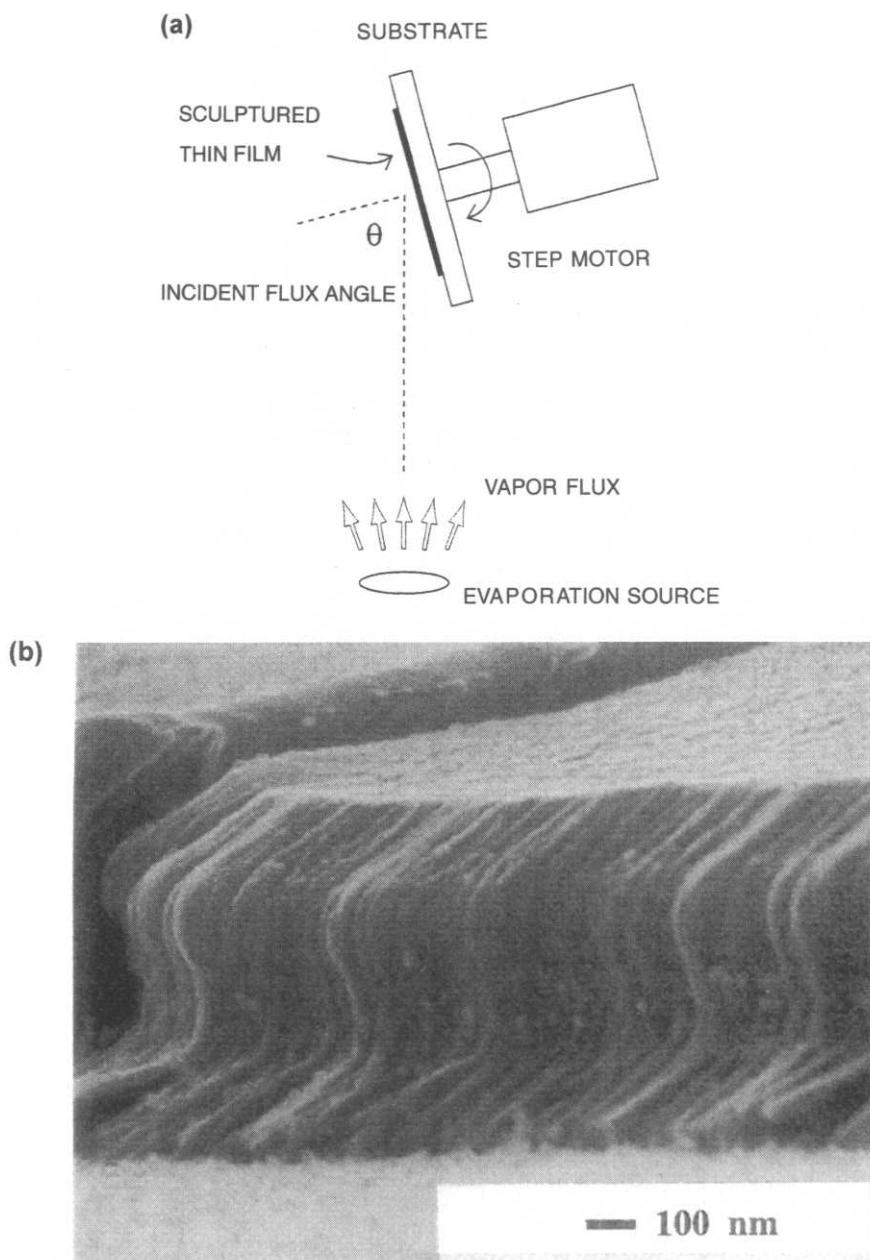 (a)
SUBSTRATE
SCULPTURED
THIN FILM
θ
STEP MOTOR
INCIDENT FLUX ANGLE
VAPOR FLUX
EVAPORATION SOURCE
(b)
100 nm